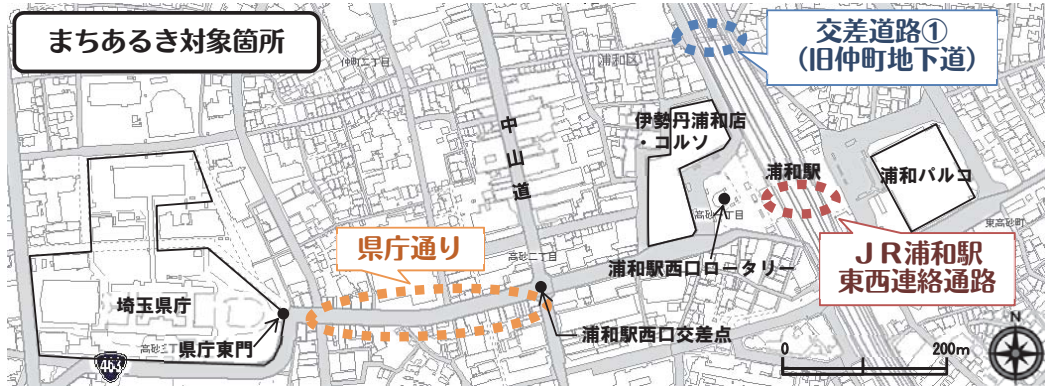 まちあるき対象箇所
交差道路①
(旧仲町地下道)
仲町二丁目
浦和区
中山道
伊勢丹浦和店
・コルソ
浦和駅
浦和パルコ
高砂一丁目
東高砂町
県庁通り
高砂二丁目
浦和駅西口ロータリー
JR浦和駅
東西連絡通路
埼玉県庁
県庁東門
浦和駅西口交差点
高砂三丁目
463
0
200m
N